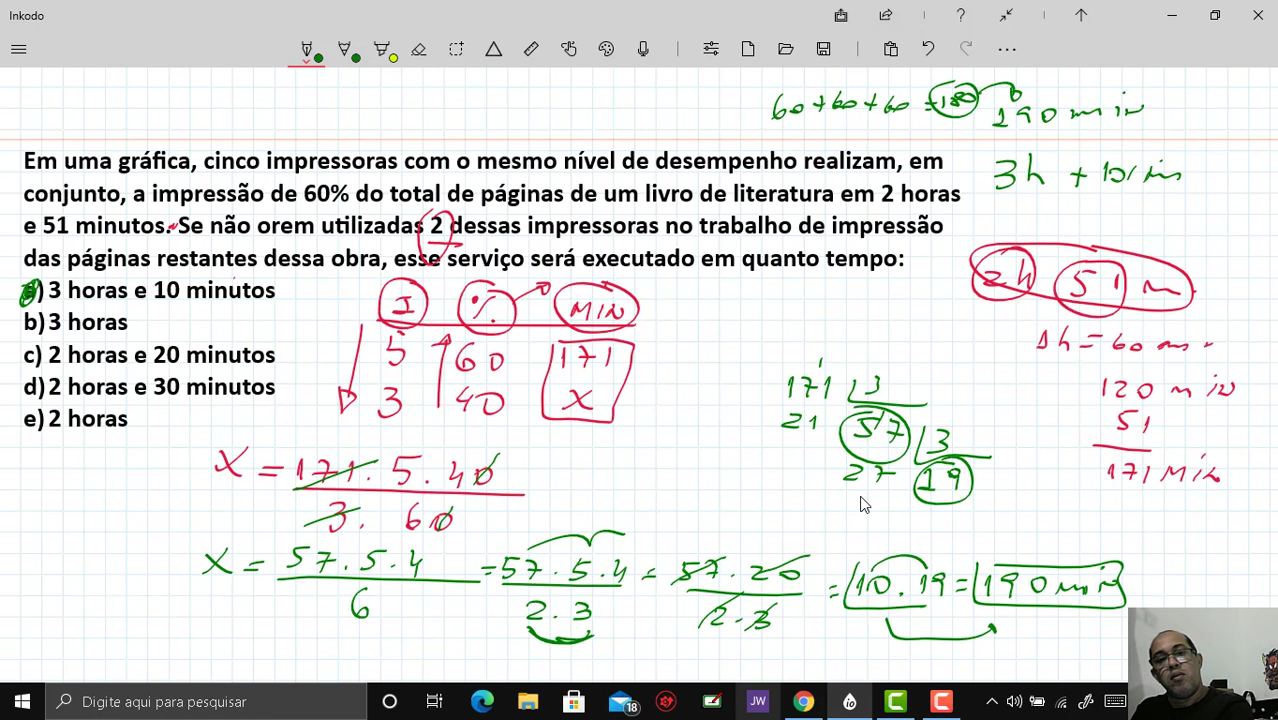 Inkodo
60+60+60 = 180 190 min
3h + 10 min
Em uma gráfica, cinco impressoras com o mesmo nível de desempenho realizam, em
conjunto, a impressão de 60% do total de páginas de um livro de literatura em 2 horas
e 51 minutos. Se não orem utilizadas 2 dessas impressoras no trabalho de impressão
das páginas restantes dessa obra, esse serviço será executado em quanto tempo:
a) 3 horas e 10 minutos
b) 3 horas
c) 2 horas e 20 minutos
d) 2 horas e 30 minutos
e) 2 horas
I % MIN
5 60 171
3 40 X
2h 51 m
1h = 60 m
120 min
51
171 MIN
171 3
21 57 3
27 19
X = 171 . 5 . 40
3 . 60
X = 57 . 5 . 4 = 57 . 5 . 4 = 57 . 20 = 10 . 19 = 190 min
6 2 . 3 2 . 3
Digite aqui para pesquisar
18
JW
io
C
C